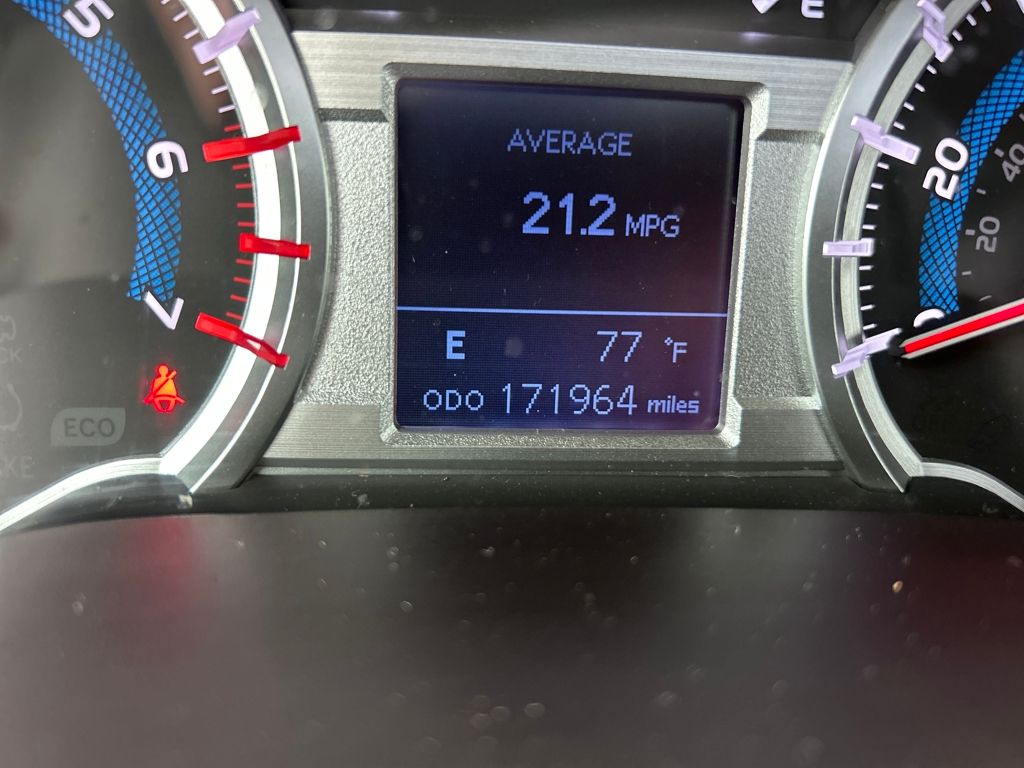 5
6
7
ECO
E
AVERAGE
21.2 MPG
E 77 °F
ODO 171964 miles
20
40
20